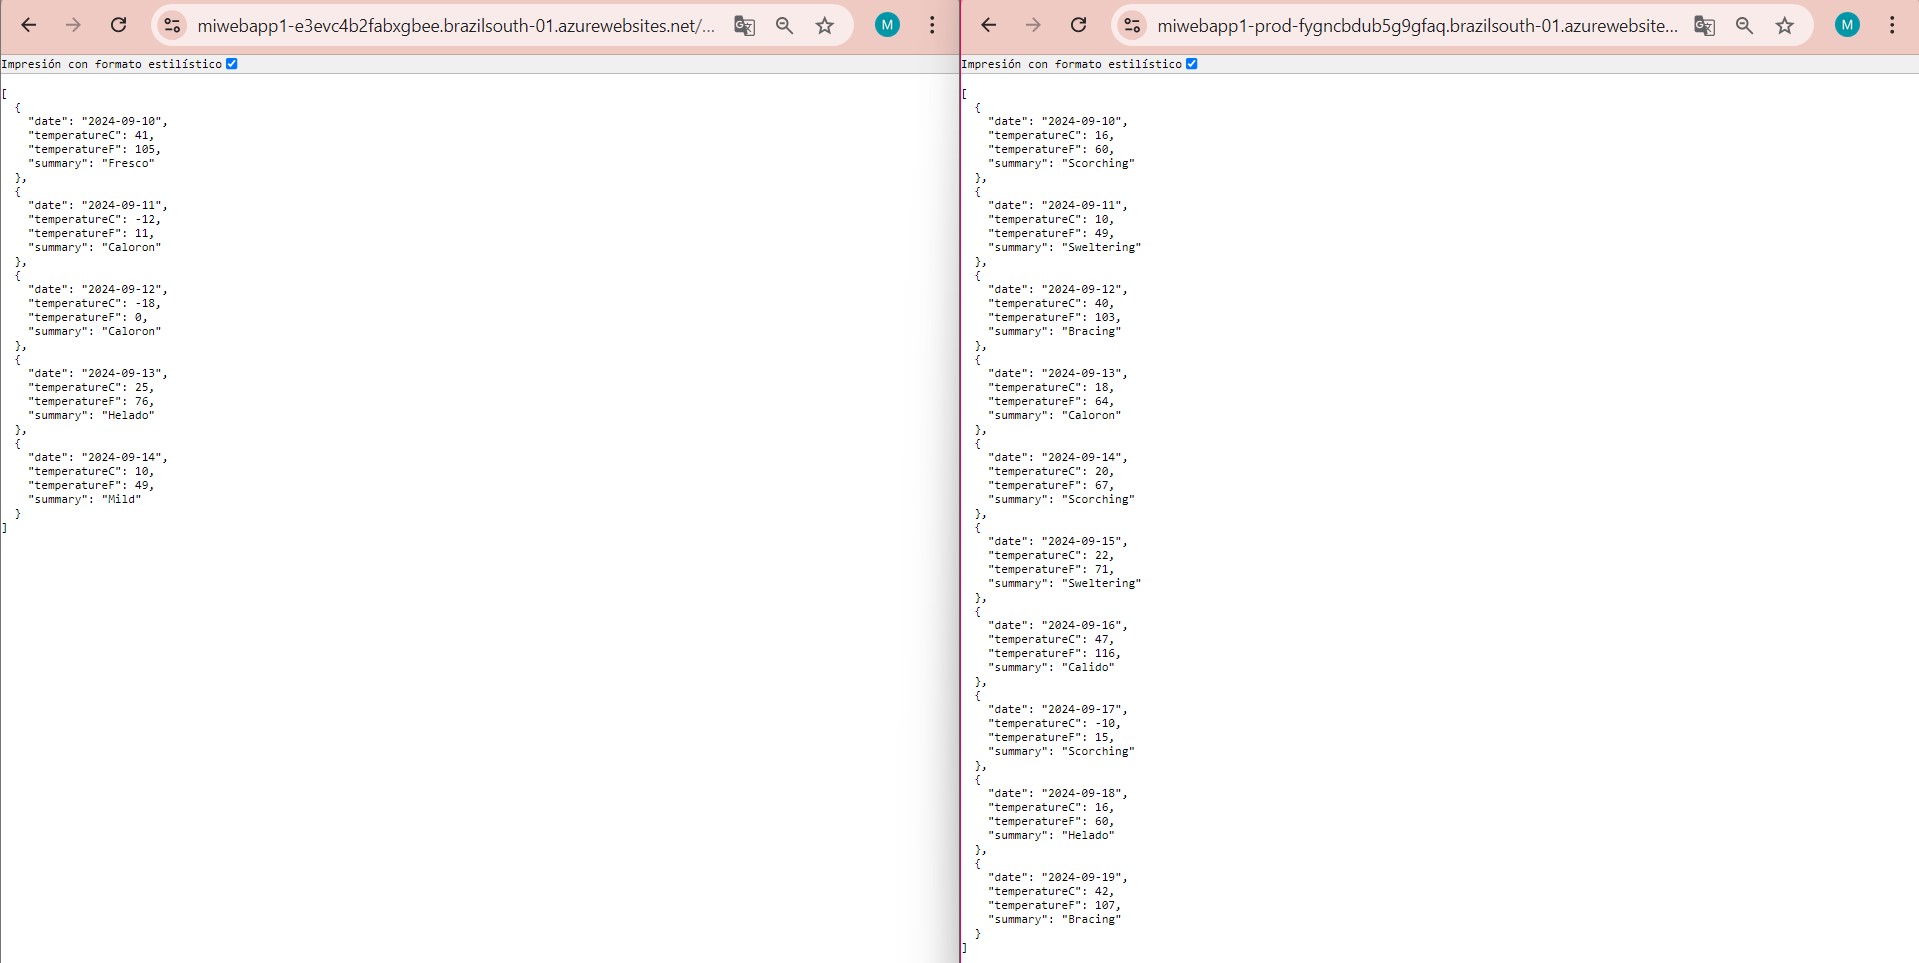 miwebapp1-e3evc4b2fabxgbee.brazilsouth-01.azurewebsites.net/...
M
Impresión con formato estilístico
[
  {
    "date": "2024-09-10",
    "temperatureC": 41,
    "temperatureF": 105,
    "summary": "Fresco"
  },
  {
    "date": "2024-09-11",
    "temperatureC": -12,
    "temperatureF": 11,
    "summary": "Caloron"
  },
  {
    "date": "2024-09-12",
    "temperatureC": -18,
    "temperatureF": 0,
    "summary": "Caloron"
  },
  {
    "date": "2024-09-13",
    "temperatureC": 25,
    "temperatureF": 76,
    "summary": "Helado"
  },
  {
    "date": "2024-09-14",
    "temperatureC": 10,
    "temperatureF": 49,
    "summary": "Mild"
  }
]
miwebapp1-prod-fygncbdub5g9gfaq.brazilsouth-01.azurewebsite...
M
Impresión con formato estilístico
[
  {
    "date": "2024-09-10",
    "temperatureC": 16,
    "temperatureF": 60,
    "summary": "Scorching"
  },
  {
    "date": "2024-09-11",
    "temperatureC": 10,
    "temperatureF": 49,
    "summary": "Sweltering"
  },
  {
    "date": "2024-09-12",
    "temperatureC": 40,
    "temperatureF": 103,
    "summary": "Bracing"
  },
  {
    "date": "2024-09-13",
    "temperatureC": 18,
    "temperatureF": 64,
    "summary": "Caloron"
  },
  {
    "date": "2024-09-14",
    "temperatureC": 20,
    "temperatureF": 67,
    "summary": "Scorching"
  },
  {
    "date": "2024-09-15",
    "temperatureC": 22,
    "temperatureF": 71,
    "summary": "Sweltering"
  },
  {
    "date": "2024-09-16",
    "temperatureC": 47,
    "temperatureF": 116,
    "summary": "Calido"
  },
  {
    "date": "2024-09-17",
    "temperatureC": -10,
    "temperatureF": 15,
    "summary": "Scorching"
  },
  {
    "date": "2024-09-18",
    "temperatureC": 16,
    "temperatureF": 60,
    "summary": "Helado"
  },
  {
    "date": "2024-09-19",
    "temperatureC": 42,
    "temperatureF": 107,
    "summary": "Bracing"
  }
]